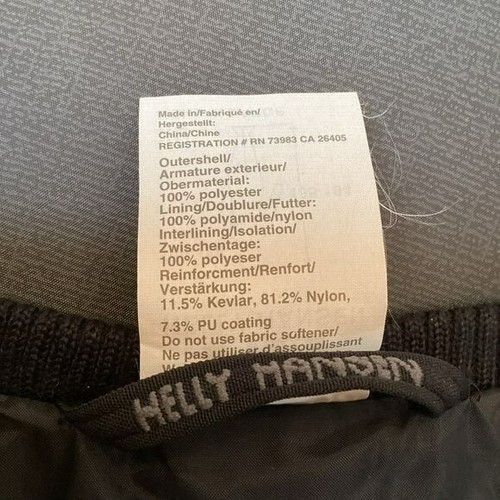 Made in/Fabriqué en/
Hergestellt:
China/Chine
REGISTRATION # RN 73983 CA 26405
Outershell/
Armature exterieur/
Obermaterial:
100% polyester
Lining/Doublure/Futter:
100% polyamide/nylon
Interlining/Isolation/
Zwischentage:
100% polyseer
Reinforcment/Renfort/
Verstärkung:
11.5% Kevlar, 81.2% Nylon,
7.3% PU coating
Do not use fabric softener/
Ne pas utiliser d'assouplissant
HELLY HANSEN